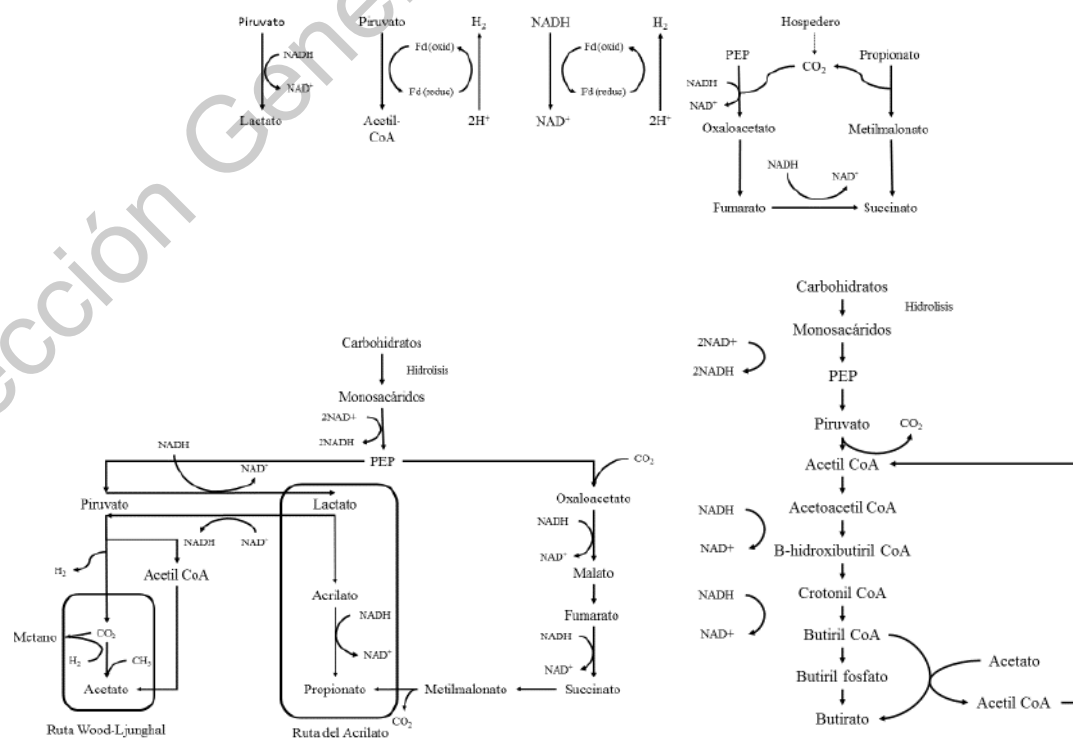 Piruvato
NADH
NAD⁺
Lactato
Piruvato
H₂
Fd(oxid)
Fd(reduc)
Acetil-
CoA
2H⁺
NADH
H₂
Fd(oxid)
Fd(reduc)
NAD⁺
2H⁺
Hospedero
PEP
CO₂
Propionato
NADH
NAD⁺
Oxaloacetato
Metilmalonato
NADH
NAD⁺
Fumarato
Succinato
Carbohidratos
Hidrolisis
Monosacáridos
2NAD+
2NADH
PEP
NADH
NAD⁺
CO₂
Piruvato
Lactato
Oxaloacetato
NADH
NAD⁺
NADH
NAD⁺
H₂
Acetil CoA
Malato
Acrilato
Fumarato
NADH
NAD⁺
NADH
NAD⁺
Metano
CO₂
H₂
CH₃
Acetato
Propionato
Metilmalonato
Succinato
CO₂
Ruta Wood-Ljunghal
Ruta del Acrilato
Carbohidratos
Hidrolisis
Monosacáridos
2NAD+
2NADH
PEP
Piruvato
CO₂
Acetil CoA
NADH
Acetoacetil CoA
NAD+
B-hidroxibutiril CoA
NADH
Crotonil CoA
NAD+
Butiril CoA
Acetato
Butiril fosfato
Acetil CoA
Butirato
ección Gene